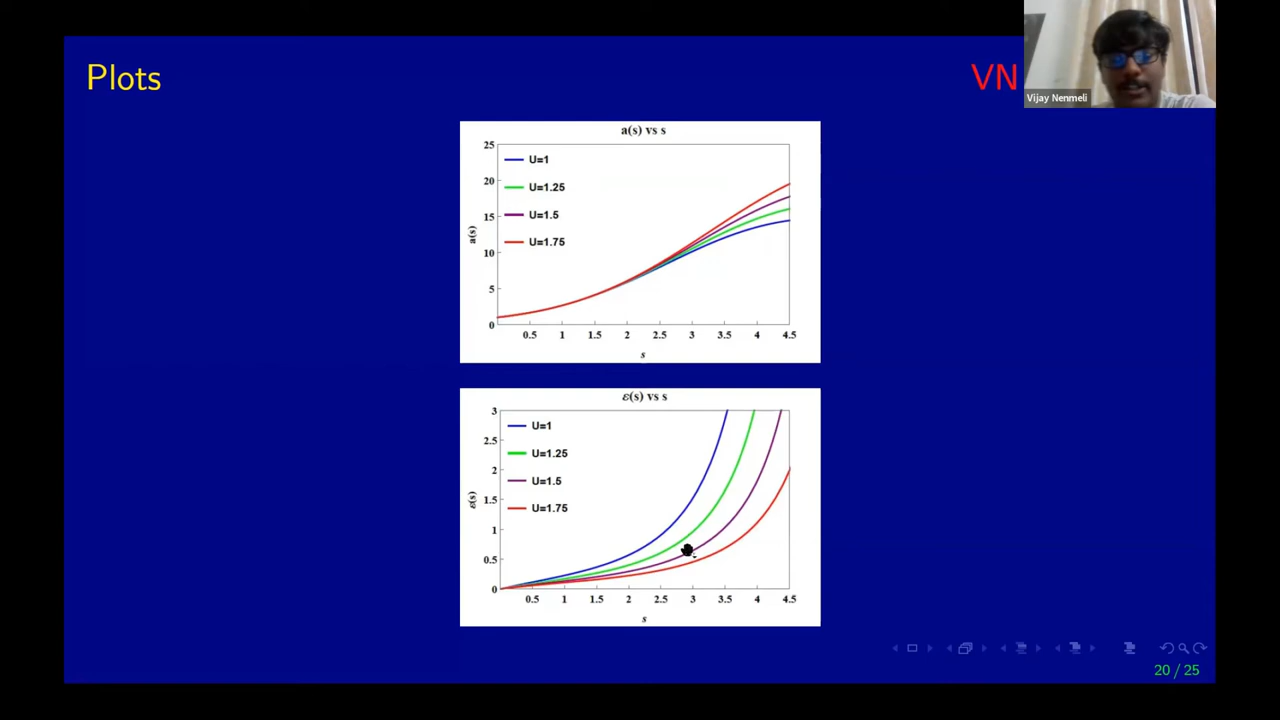 Plots
VN
Vijay Nenmeli
a(s) vs s
25
20
15
10
5
0
a(s)
U=1
U=1.25
U=1.5
U=1.75
0.5 1 1.5 2 2.5 3 3.5 4 4.5
s
ε(s) vs s
3
2.5
2
1.5
1
0.5
0
ε(s)
U=1
U=1.25
U=1.5
U=1.75
0.5 1 1.5 2 2.5 3 3.5 4 4.5
s
20 / 25